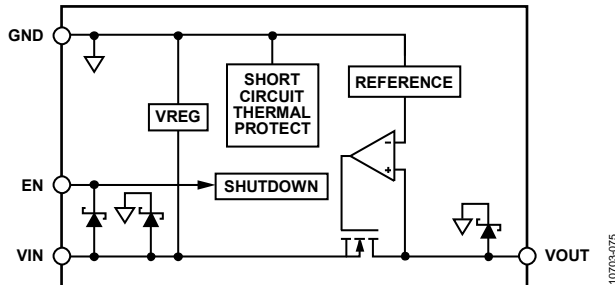 GND
SHORT
CIRCUIT
THERMAL
PROTECT
REFERENCE
VREG
-
+
EN
SHUTDOWN
VIN
VOUT
10703-075